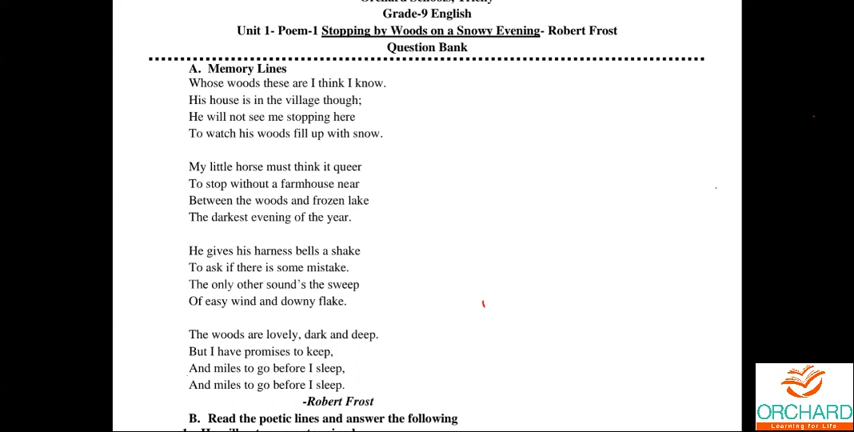 Grade-9 English
Unit 1- Poem-1 Stopping by Woods on a Snowy Evening- Robert Frost
Question Bank
A. Memory Lines
Whose woods these are I think I know.
His house is in the village though;
He will not see me stopping here
To watch his woods fill up with snow.
My little horse must think it queer
To stop without a farmhouse near
Between the woods and frozen lake
The darkest evening of the year.
He gives his harness bells a shake
To ask if there is some mistake.
The only other sound's the sweep
Of easy wind and downy flake.
The woods are lovely, dark and deep.
But I have promises to keep,
And miles to go before I sleep,
And miles to go before I sleep.
-Robert Frost
B. Read the poetic lines and answer the following
ORCHARD
Learning for Life